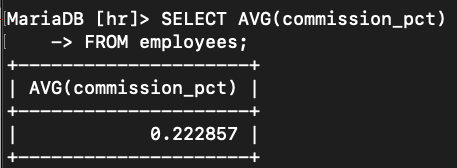 MariaDB [hr]> SELECT AVG(commission_pct)
    -> FROM employees;
+---------------------+
| AVG(commission_pct) |
+---------------------+
|            0.222857 |
+---------------------+